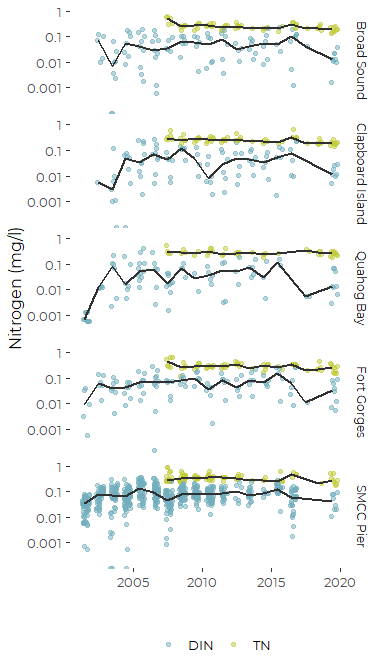 Nitrogen (mg/l)
1
0.1
0.01
0.001
Broad Sound
1
0.1
0.01
0.001
Clapboard Island
1
0.1
0.01
0.001
Quahog Bay
1
0.1
0.01
0.001
Fort Gorges
1
0.1
0.01
0.001
SMCC Pier
2005 2010 2015 2020
DIN TN